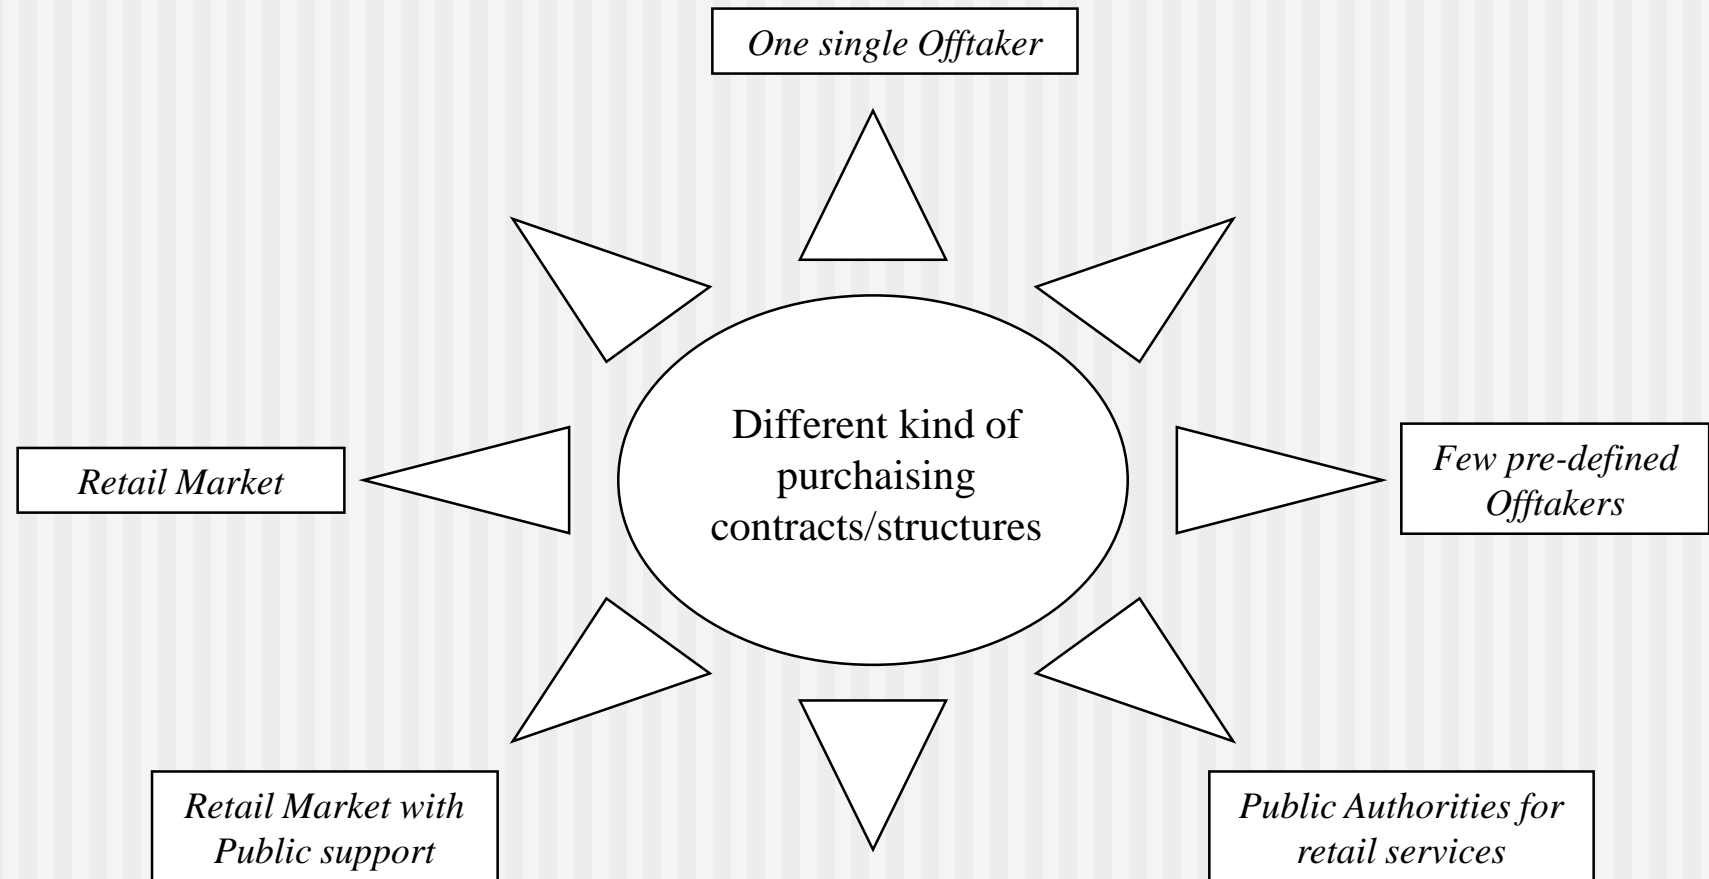 One single Offtaker
Different kind of
purchaising
contracts/structures
Retail Market
Few pre-defined
Offtakers
Retail Market with
Public support
Public Authorities for
retail services